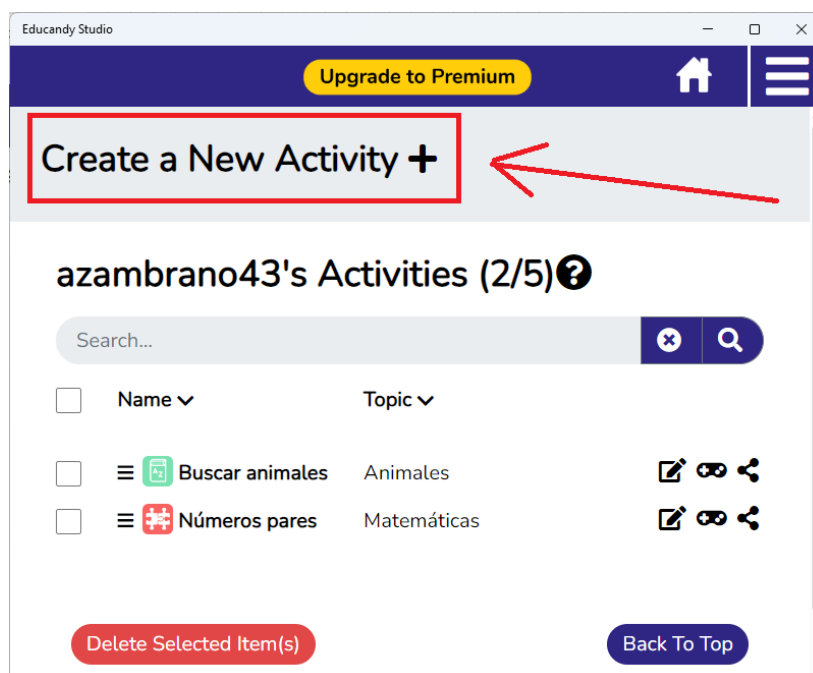 Educandy Studio
Upgrade to Premium
Create a New Activity +
azambrano43's Activities (2/5)?
Search...
Name Topic
Buscar animales Animales
Números pares Matemáticas
Delete Selected Item(s) Back To Top